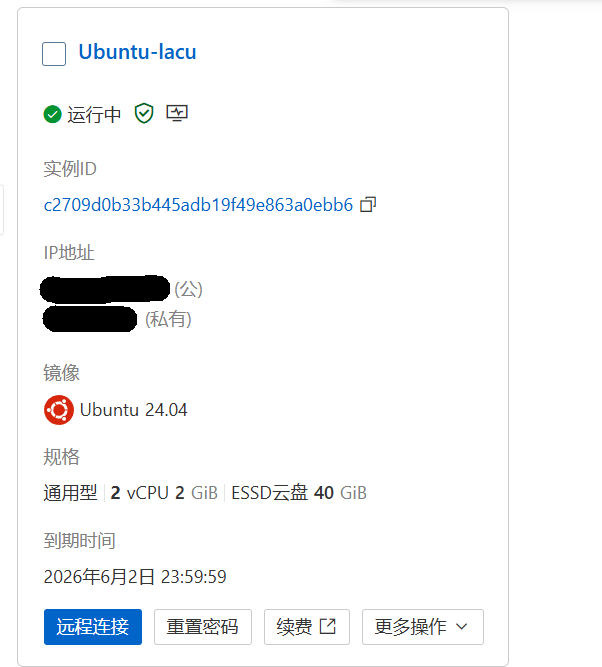 Ubuntu-lacu
运行中
实例ID
c2709d0b33b445adb19f49e863a0ebb6
IP地址
(公)
(私有)
镜像
Ubuntu 24.04
规格
通用型 2 vCPU 2 GiB ESSD云盘 40 GiB
到期时间
2026年6月2日 23:59:59
远程连接 重置密码 续费 更多操作